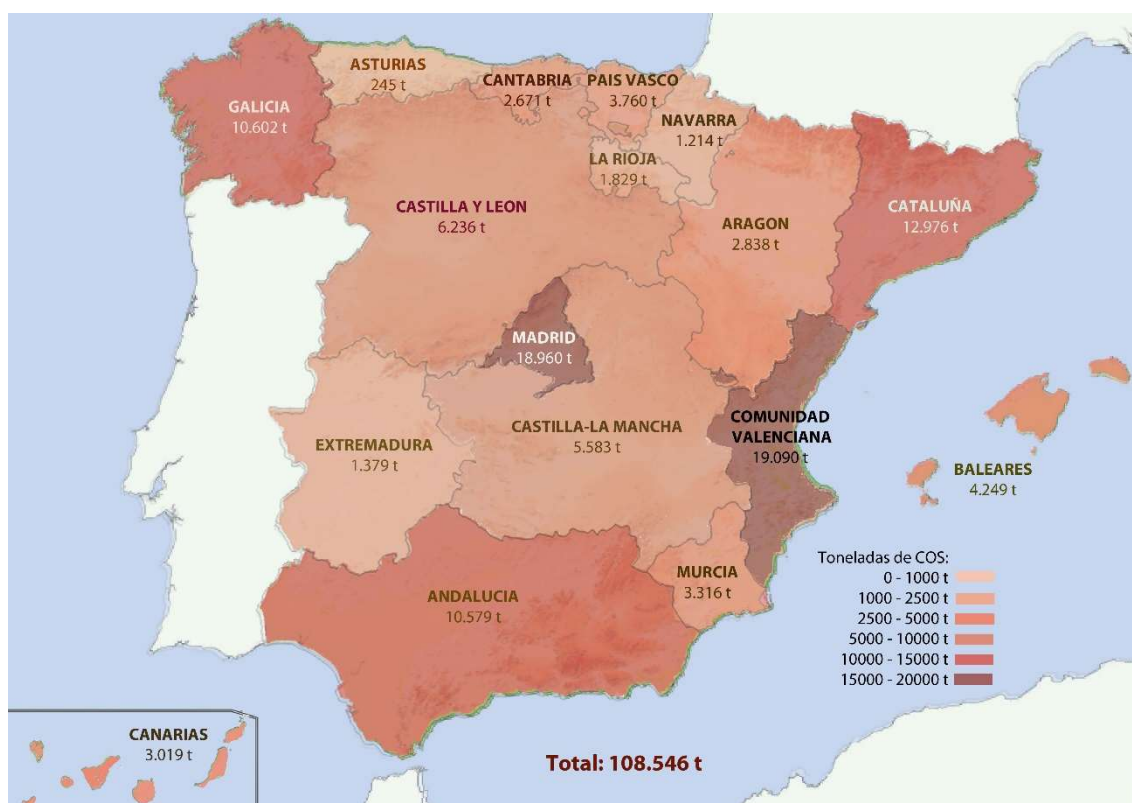 ASTURIAS
245 t
CANTABRIA
2.671 t
PAIS VASCO
3.760 t
GALICIA
10.602 t
NAVARRA
1.214 t
LA RIOJA
1.829 t
CASTILLA Y LEON
6.236 t
ARAGON
2.838 t
CATALUÑA
12.976 t
MADRID
18.960 t
COMUNIDAD
VALENCIANA
19.090 t
CASTILLA-LA MANCHA
5.583 t
EXTREMADURA
1.379 t
BALEARES
4.249 t
MURCIA
3.316 t
ANDALUCIA
10.579 t
Toneladas de COS:
0 - 1000 t
1000 - 2500 t
2500 - 5000 t
5000 - 10000 t
10000 - 15000 t
15000 - 20000 t
CANARIAS
3.019 t
Total: 108.546 t